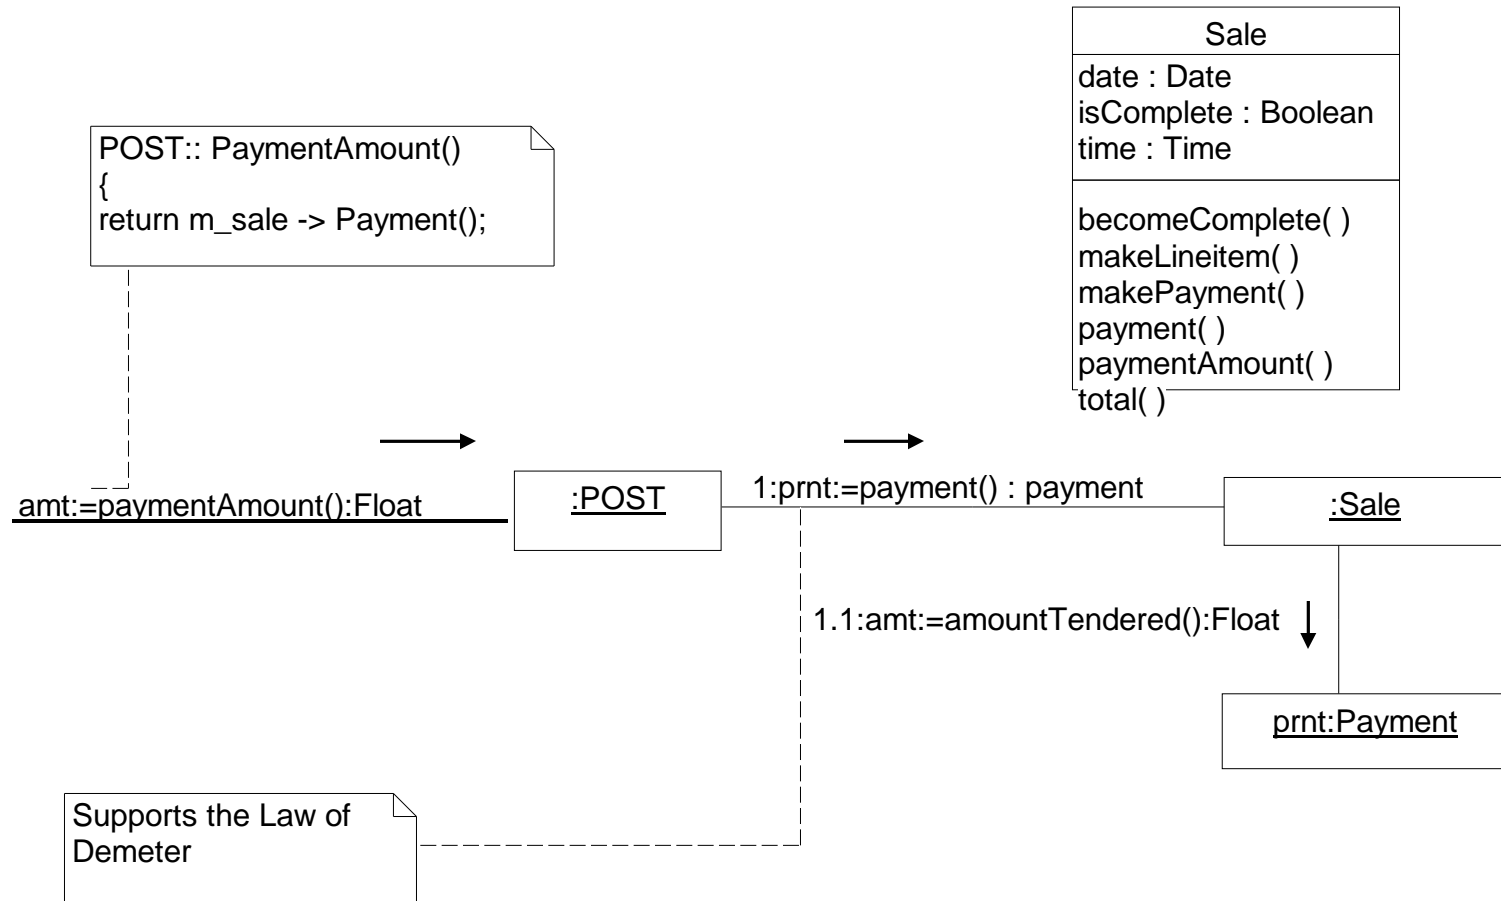 Sale
date : Date
isComplete : Boolean
time : Time
becomeComplete( )
makeLineitem( )
makePayment( )
payment( )
paymentAmount( )
total( )
POST:: PaymentAmount()
{
return m_sale -> Payment();
amt:=paymentAmount():Float
:POST
1:prnt:=payment() : payment
:Sale
1.1:amt:=amountTendered():Float
prnt:Payment
Supports the Law of
Demeter